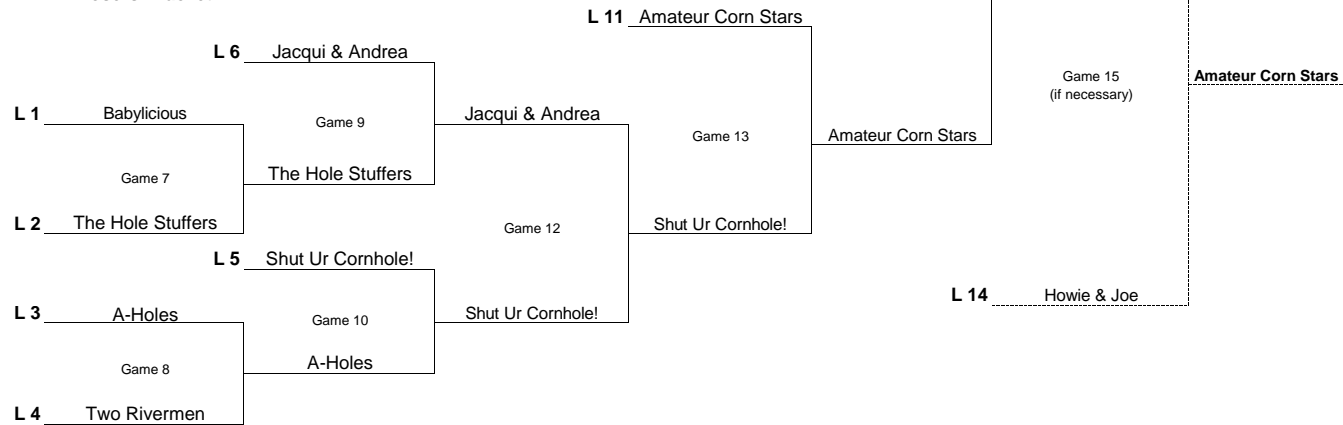 L 11 Amateur Corn Stars
L 6 Jacqui & Andrea
Game 15
(if necessary)
Amateur Corn Stars
L 1 Babylicious
Game 9
Jacqui & Andrea
Game 13
Amateur Corn Stars
Game 7
The Hole Stuffers
L 2 The Hole Stuffers
Game 12
Shut Ur Cornhole!
L 5 Shut Ur Cornhole!
L 14 Howie & Joe
L 3 A-Holes
Game 10
Shut Ur Cornhole!
Game 8
A-Holes
L 4 Two Rivermen